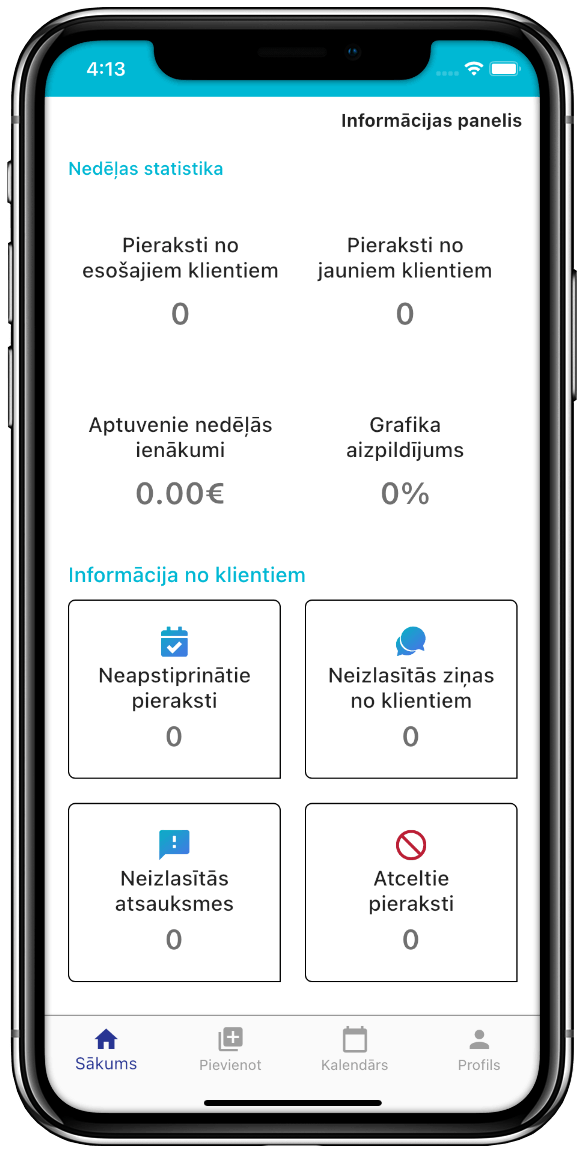 4:13
Informācijas panelis
Nedēļas statistika
Pieraksti no
esošajiem klientiem
0
Pieraksti no
jauniem klientiem
0
Aptuvenie nedēļās
ienākumi
0.00€
Grafika
aizpildījums
0%
Informācija no klientiem
Neapstiprinātie
pieraksti
0
Neizlasītās ziņas
no klientiem
0
Neizlasītās
atsauksmes
0
Atceltie
pieraksti
0
Sākums
Pievienot
Kalendārs
Profils